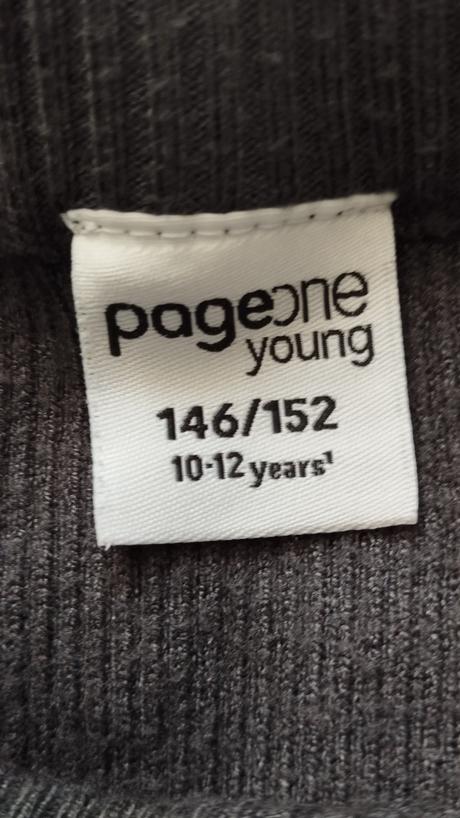 pageone
young
146/152
10-12 years¹